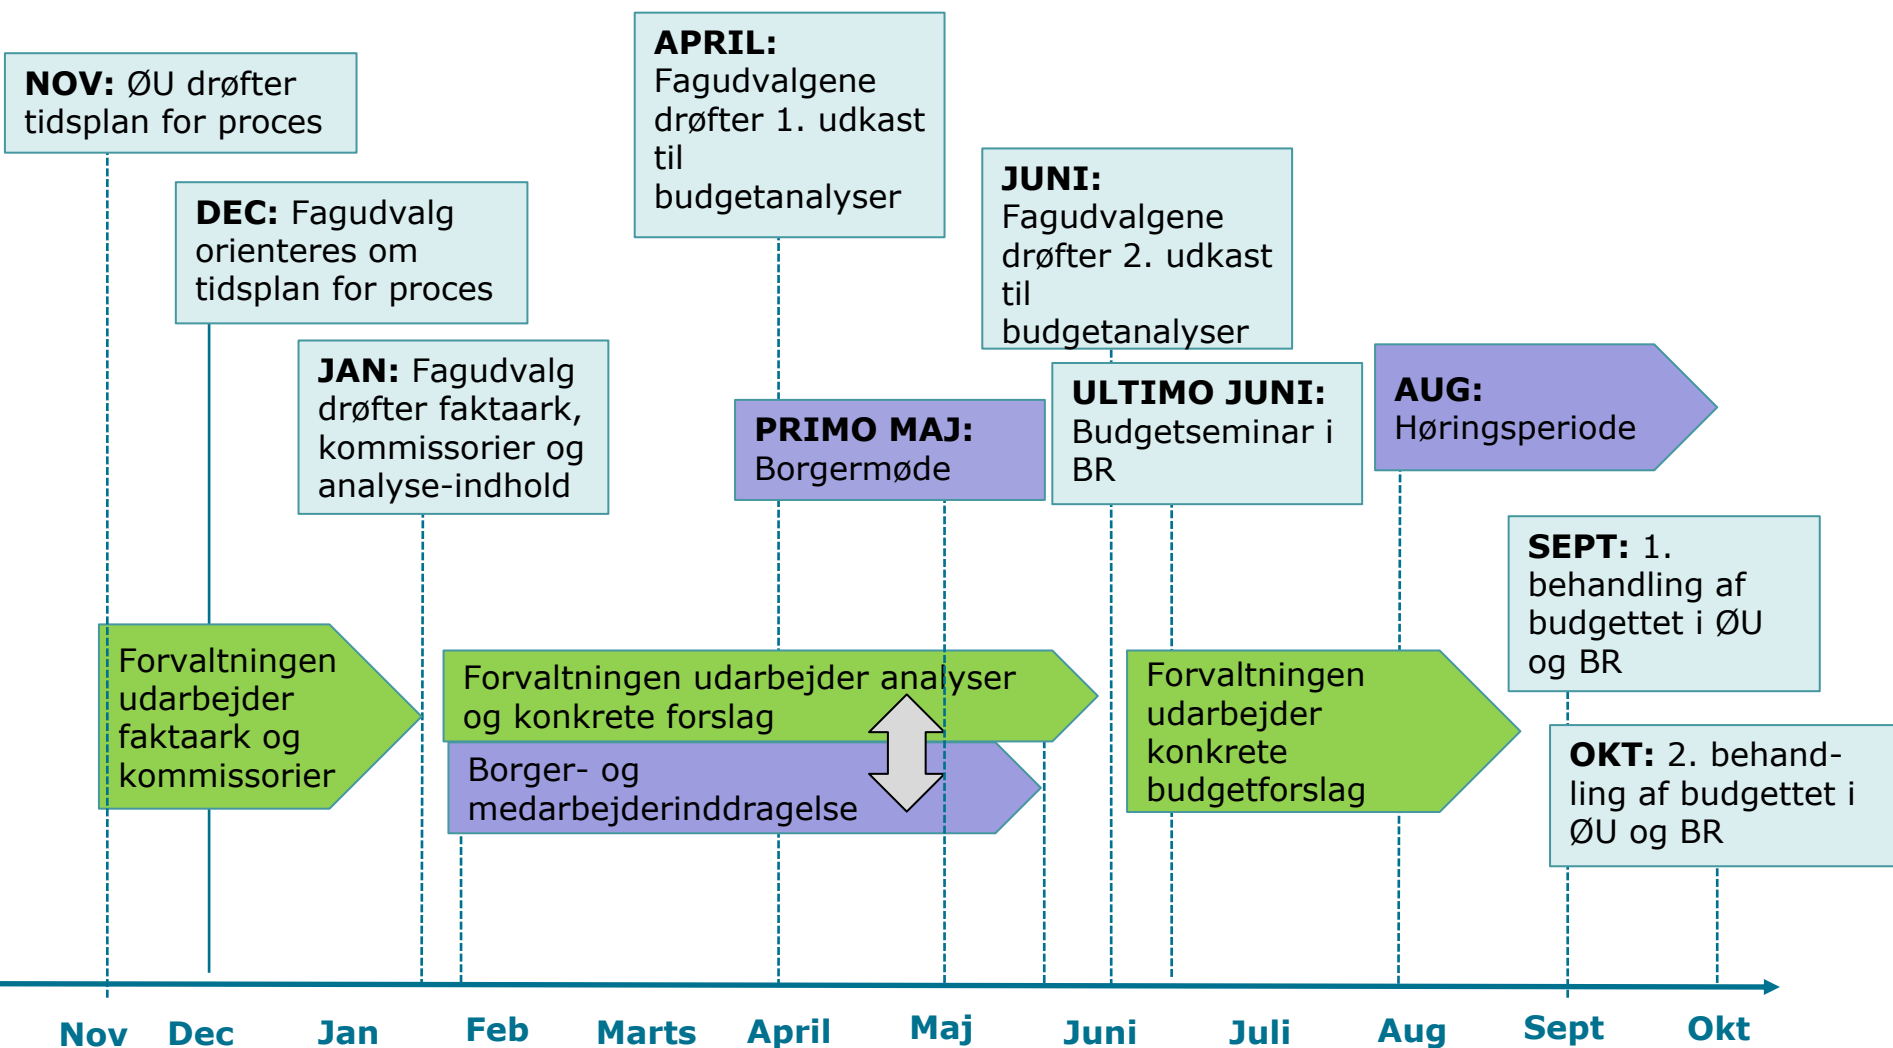 NOV: ØU drøfter
tidsplan for proces
DEC: Fagudvalg
orienteres om
tidsplan for proces
JAN: Fagudvalg
drøfter faktaark,
kommissorier og
analyse-indhold
APRIL:
Fagudvalgene
drøfter 1. udkast
til
budgetanalyser
PRIMO MAJ:
Borgermøde
JUNI:
Fagudvalgene
drøfter 2. udkast
til
budgetanalyser
ULTIMO JUNI:
Budgetseminar i
BR
AUG:
Høringsperiode
SEPT: 1.
behandling af
budgettet i ØU
og BR
OKT: 2. behand-
ling af budgettet i
ØU og BR
Forvaltningen
udarbejder
faktaark og
kommissorier
Forvaltningen udarbejder analyser
og konkrete forslag
Borger- og
medarbejderinddragelse
Forvaltningen
udarbejder
konkrete
budgetforslag
Nov Dec Jan Feb Marts April Maj Juni Juli Aug Sept Okt